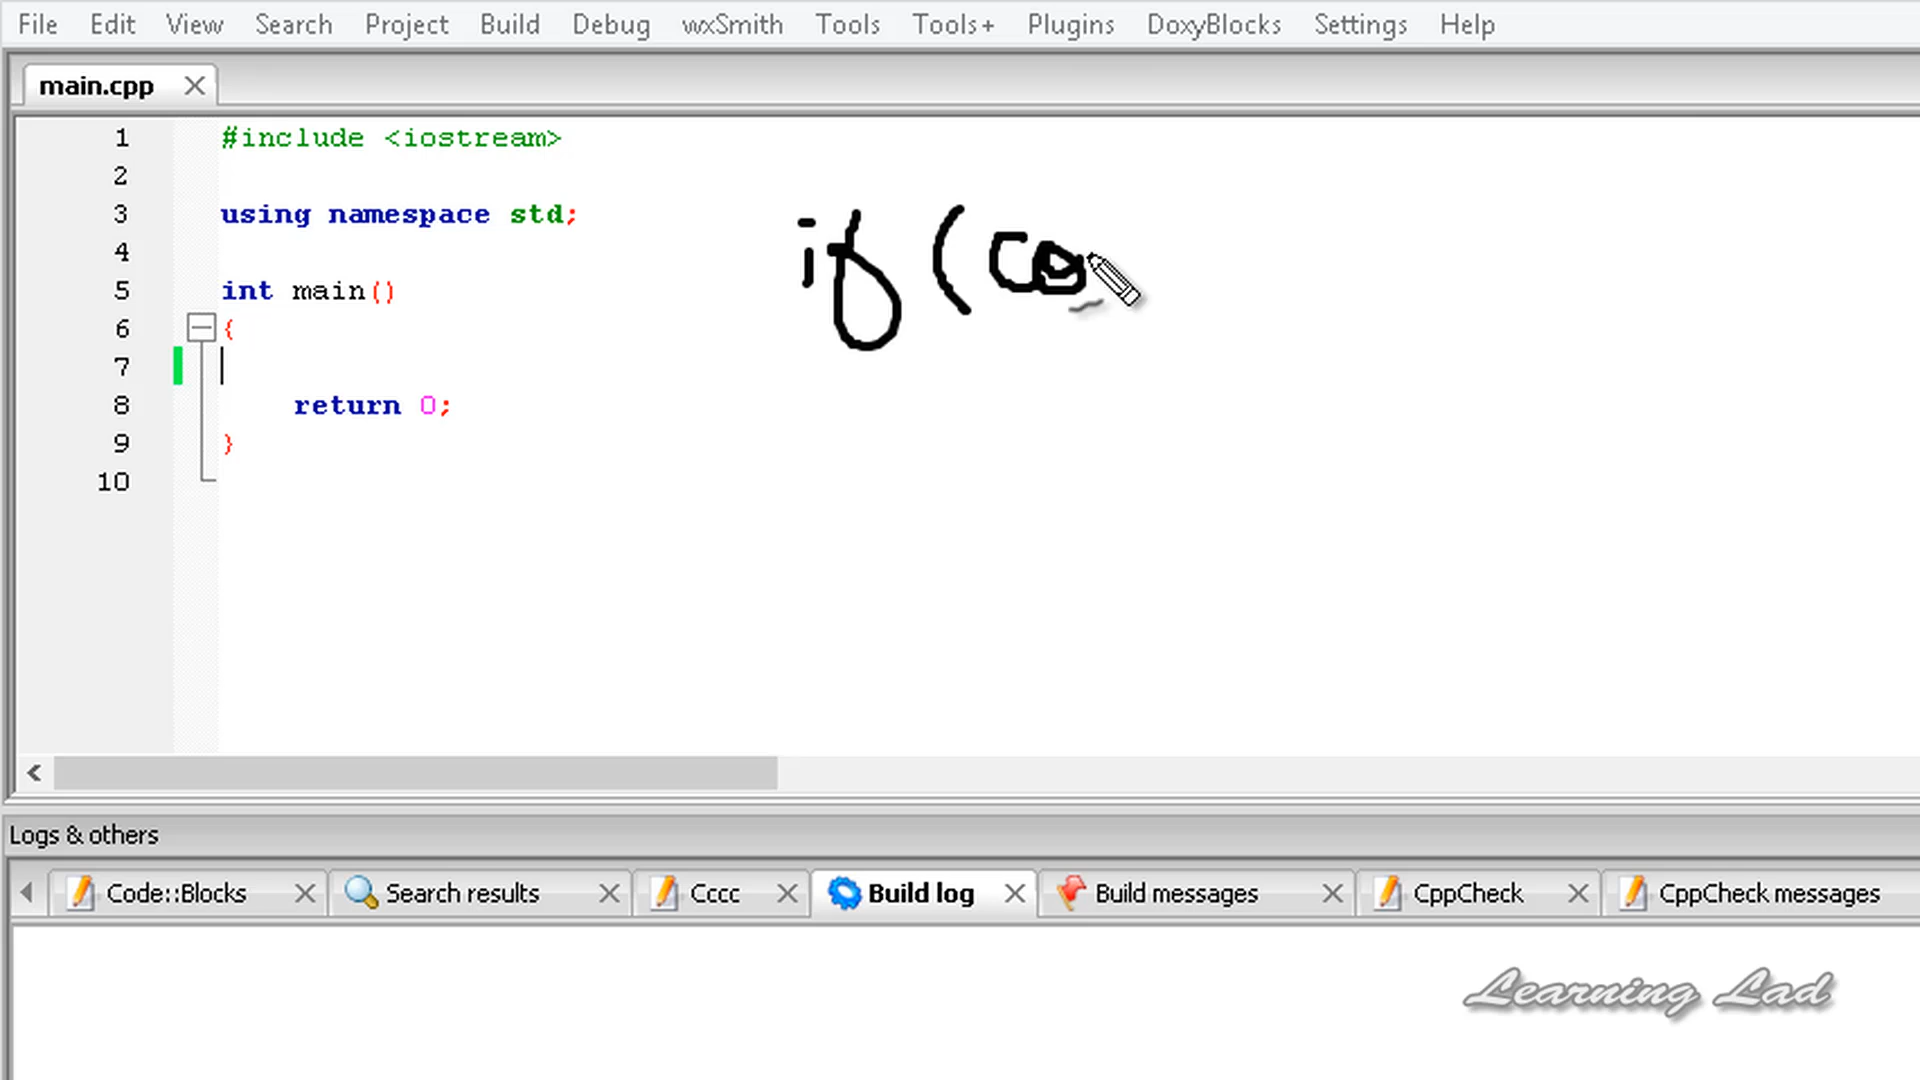 File Edit View Search Project Build Debug wxSmith Tools Tools+ Plugins DoxyBlocks Settings Help
main.cpp
1 #include <iostream>
2
3 using namespace std;
4
5 int main()
6 {
7
8 return 0;
9 }
10
if (co
Logs & others
Code::Blocks Search results Cccc Build log Build messages CppCheck CppCheck messages
Learning Lad